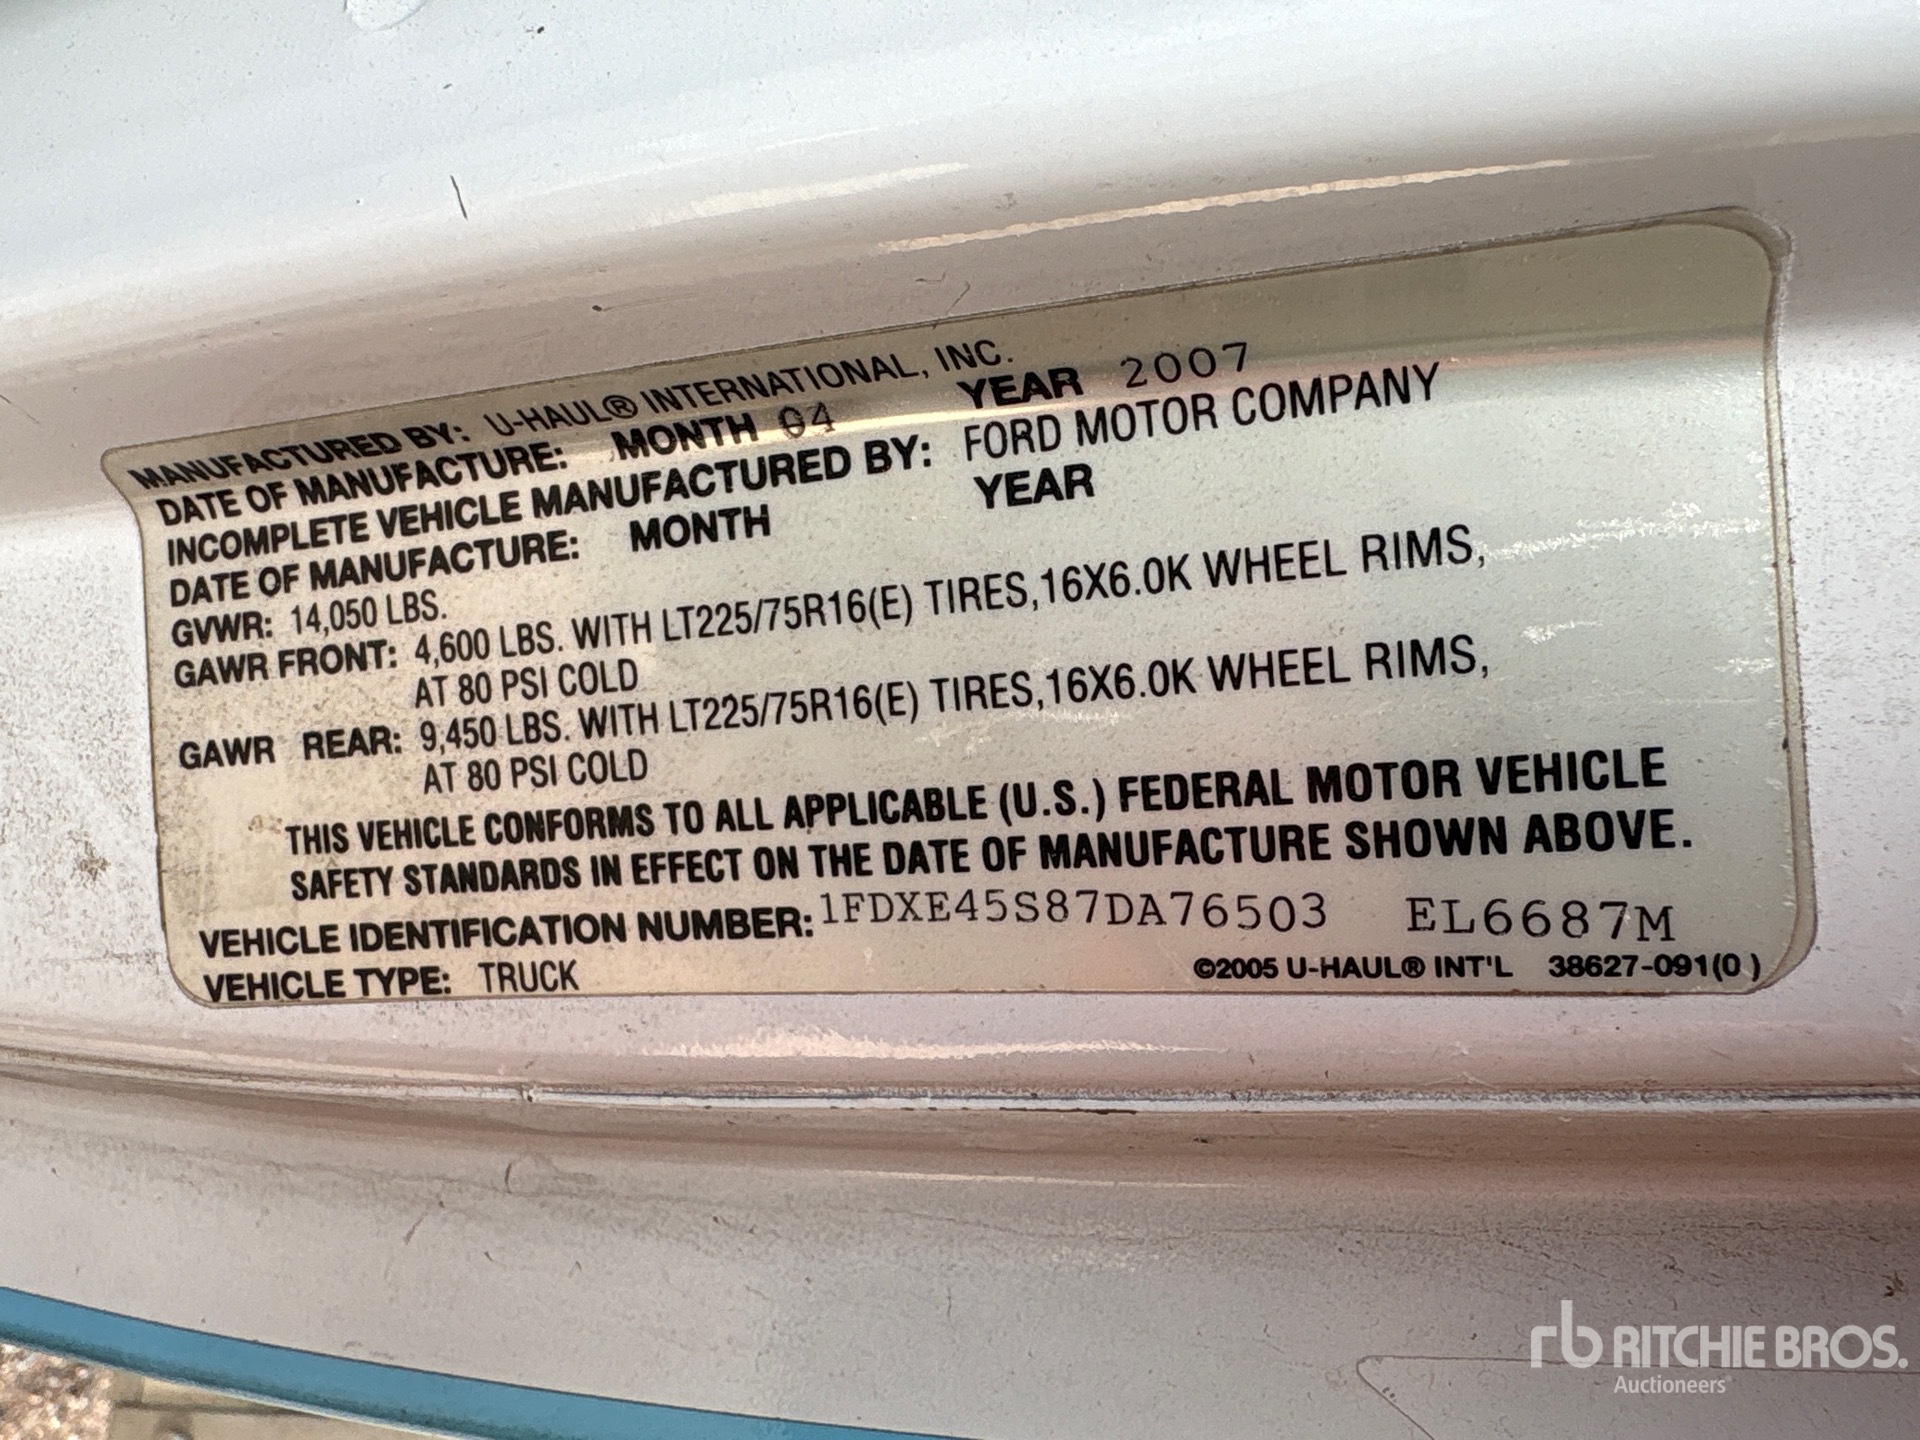 MANUFACTURED BY: U-HAUL® INTERNATIONAL, INC.
DATE OF MANUFACTURE: MONTH 04 YEAR 2007
INCOMPLETE VEHICLE MANUFACTURED BY: FORD MOTOR COMPANY
DATE OF MANUFACTURE: MONTH YEAR
GVWR: 14,050 LBS.
GAWR FRONT: 4,600 LBS. WITH LT225/75R16(E) TIRES,16X6.0K WHEEL RIMS,
AT 80 PSI COLD
GAWR REAR: 9,450 LBS. WITH LT225/75R16(E) TIRES,16X6.0K WHEEL RIMS,
AT 80 PSI COLD
THIS VEHICLE CONFORMS TO ALL APPLICABLE (U.S.) FEDERAL MOTOR VEHICLE
SAFETY STANDARDS IN EFFECT ON THE DATE OF MANUFACTURE SHOWN ABOVE.
VEHICLE IDENTIFICATION NUMBER: 1FDXE45S87DA76503 EL6687M
VEHICLE TYPE: TRUCK ©2005 U-HAUL® INT'L 38627-091(0 )
rb RITCHIE BROS.
Auctioneers